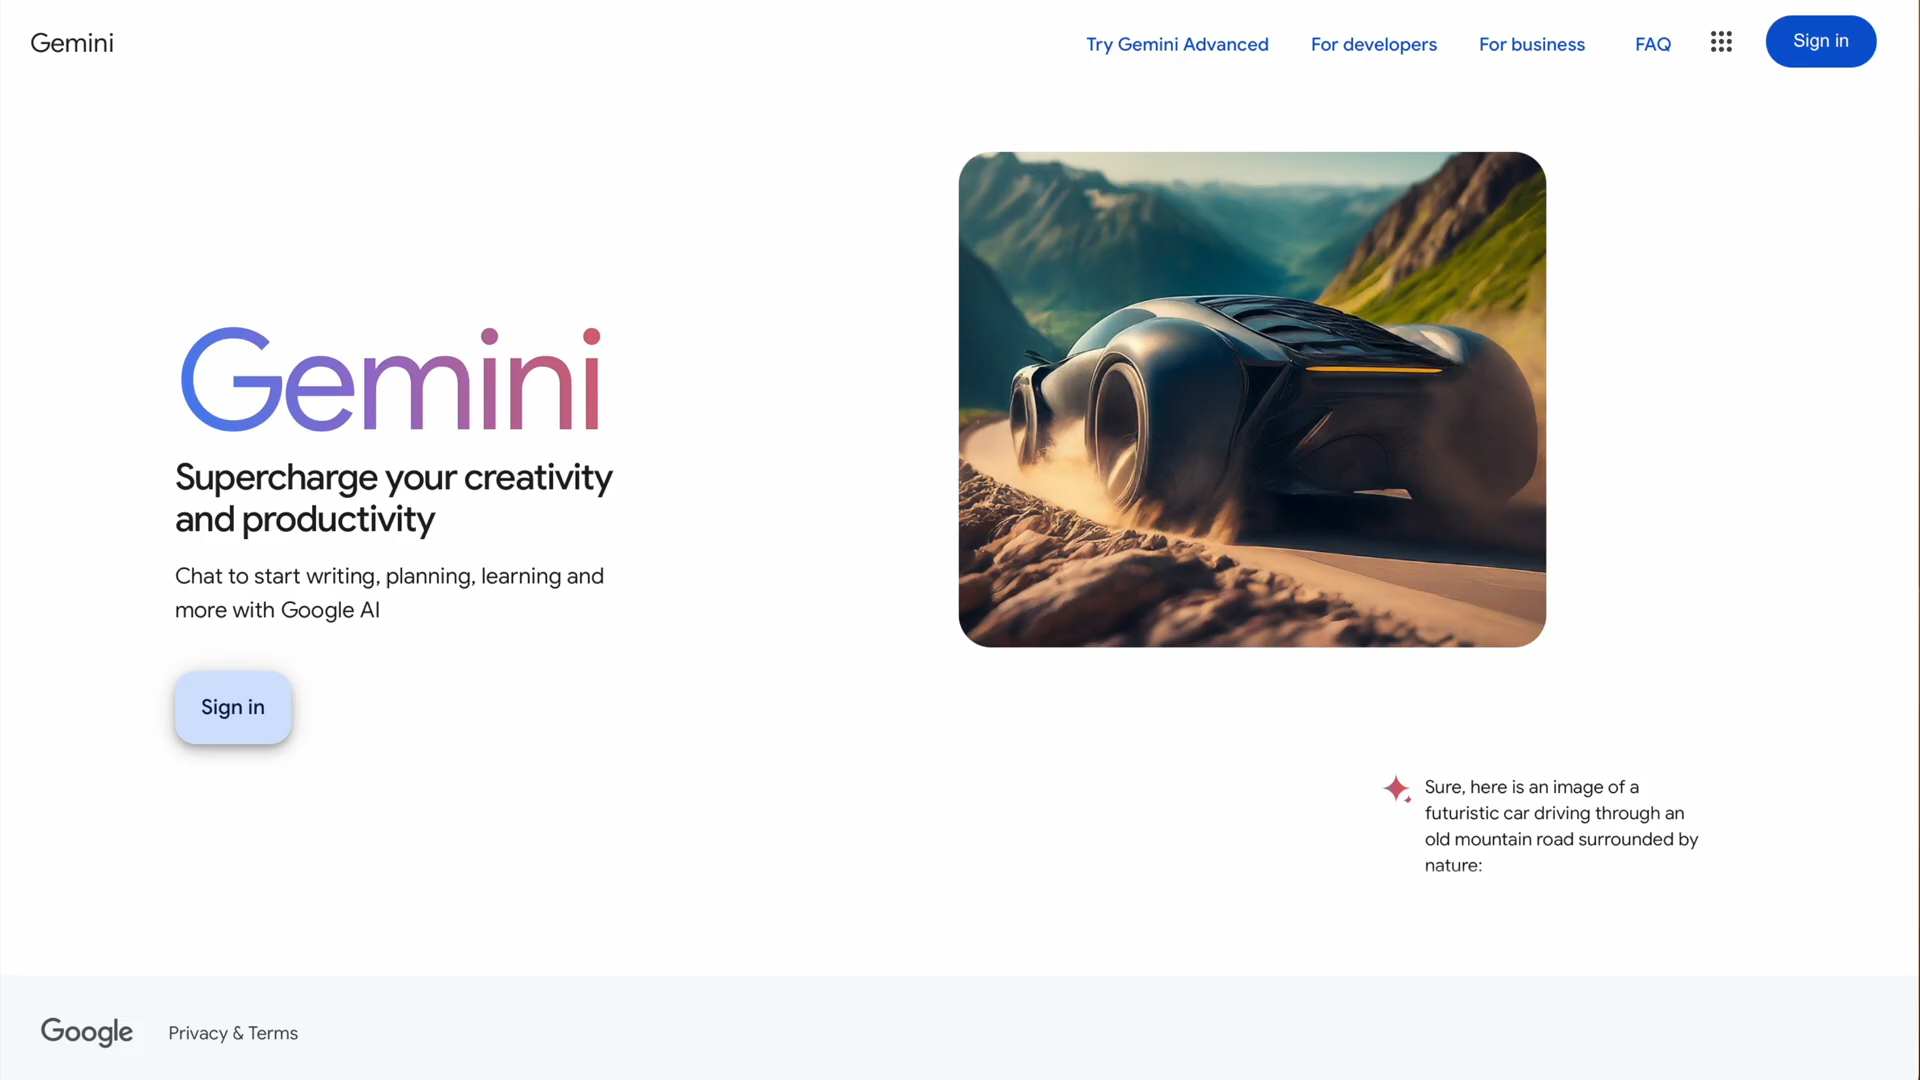 Gemini
Try Gemini Advanced
For developers
For business
FAQ
Sign in
Gemini
Supercharge your creativity
and productivity
Chat to start writing, planning, learning and
more with Google AI
Sign in
Sure, here is an image of a
futuristic car driving through an
old mountain road surrounded by
nature:
Google
Privacy & Terms